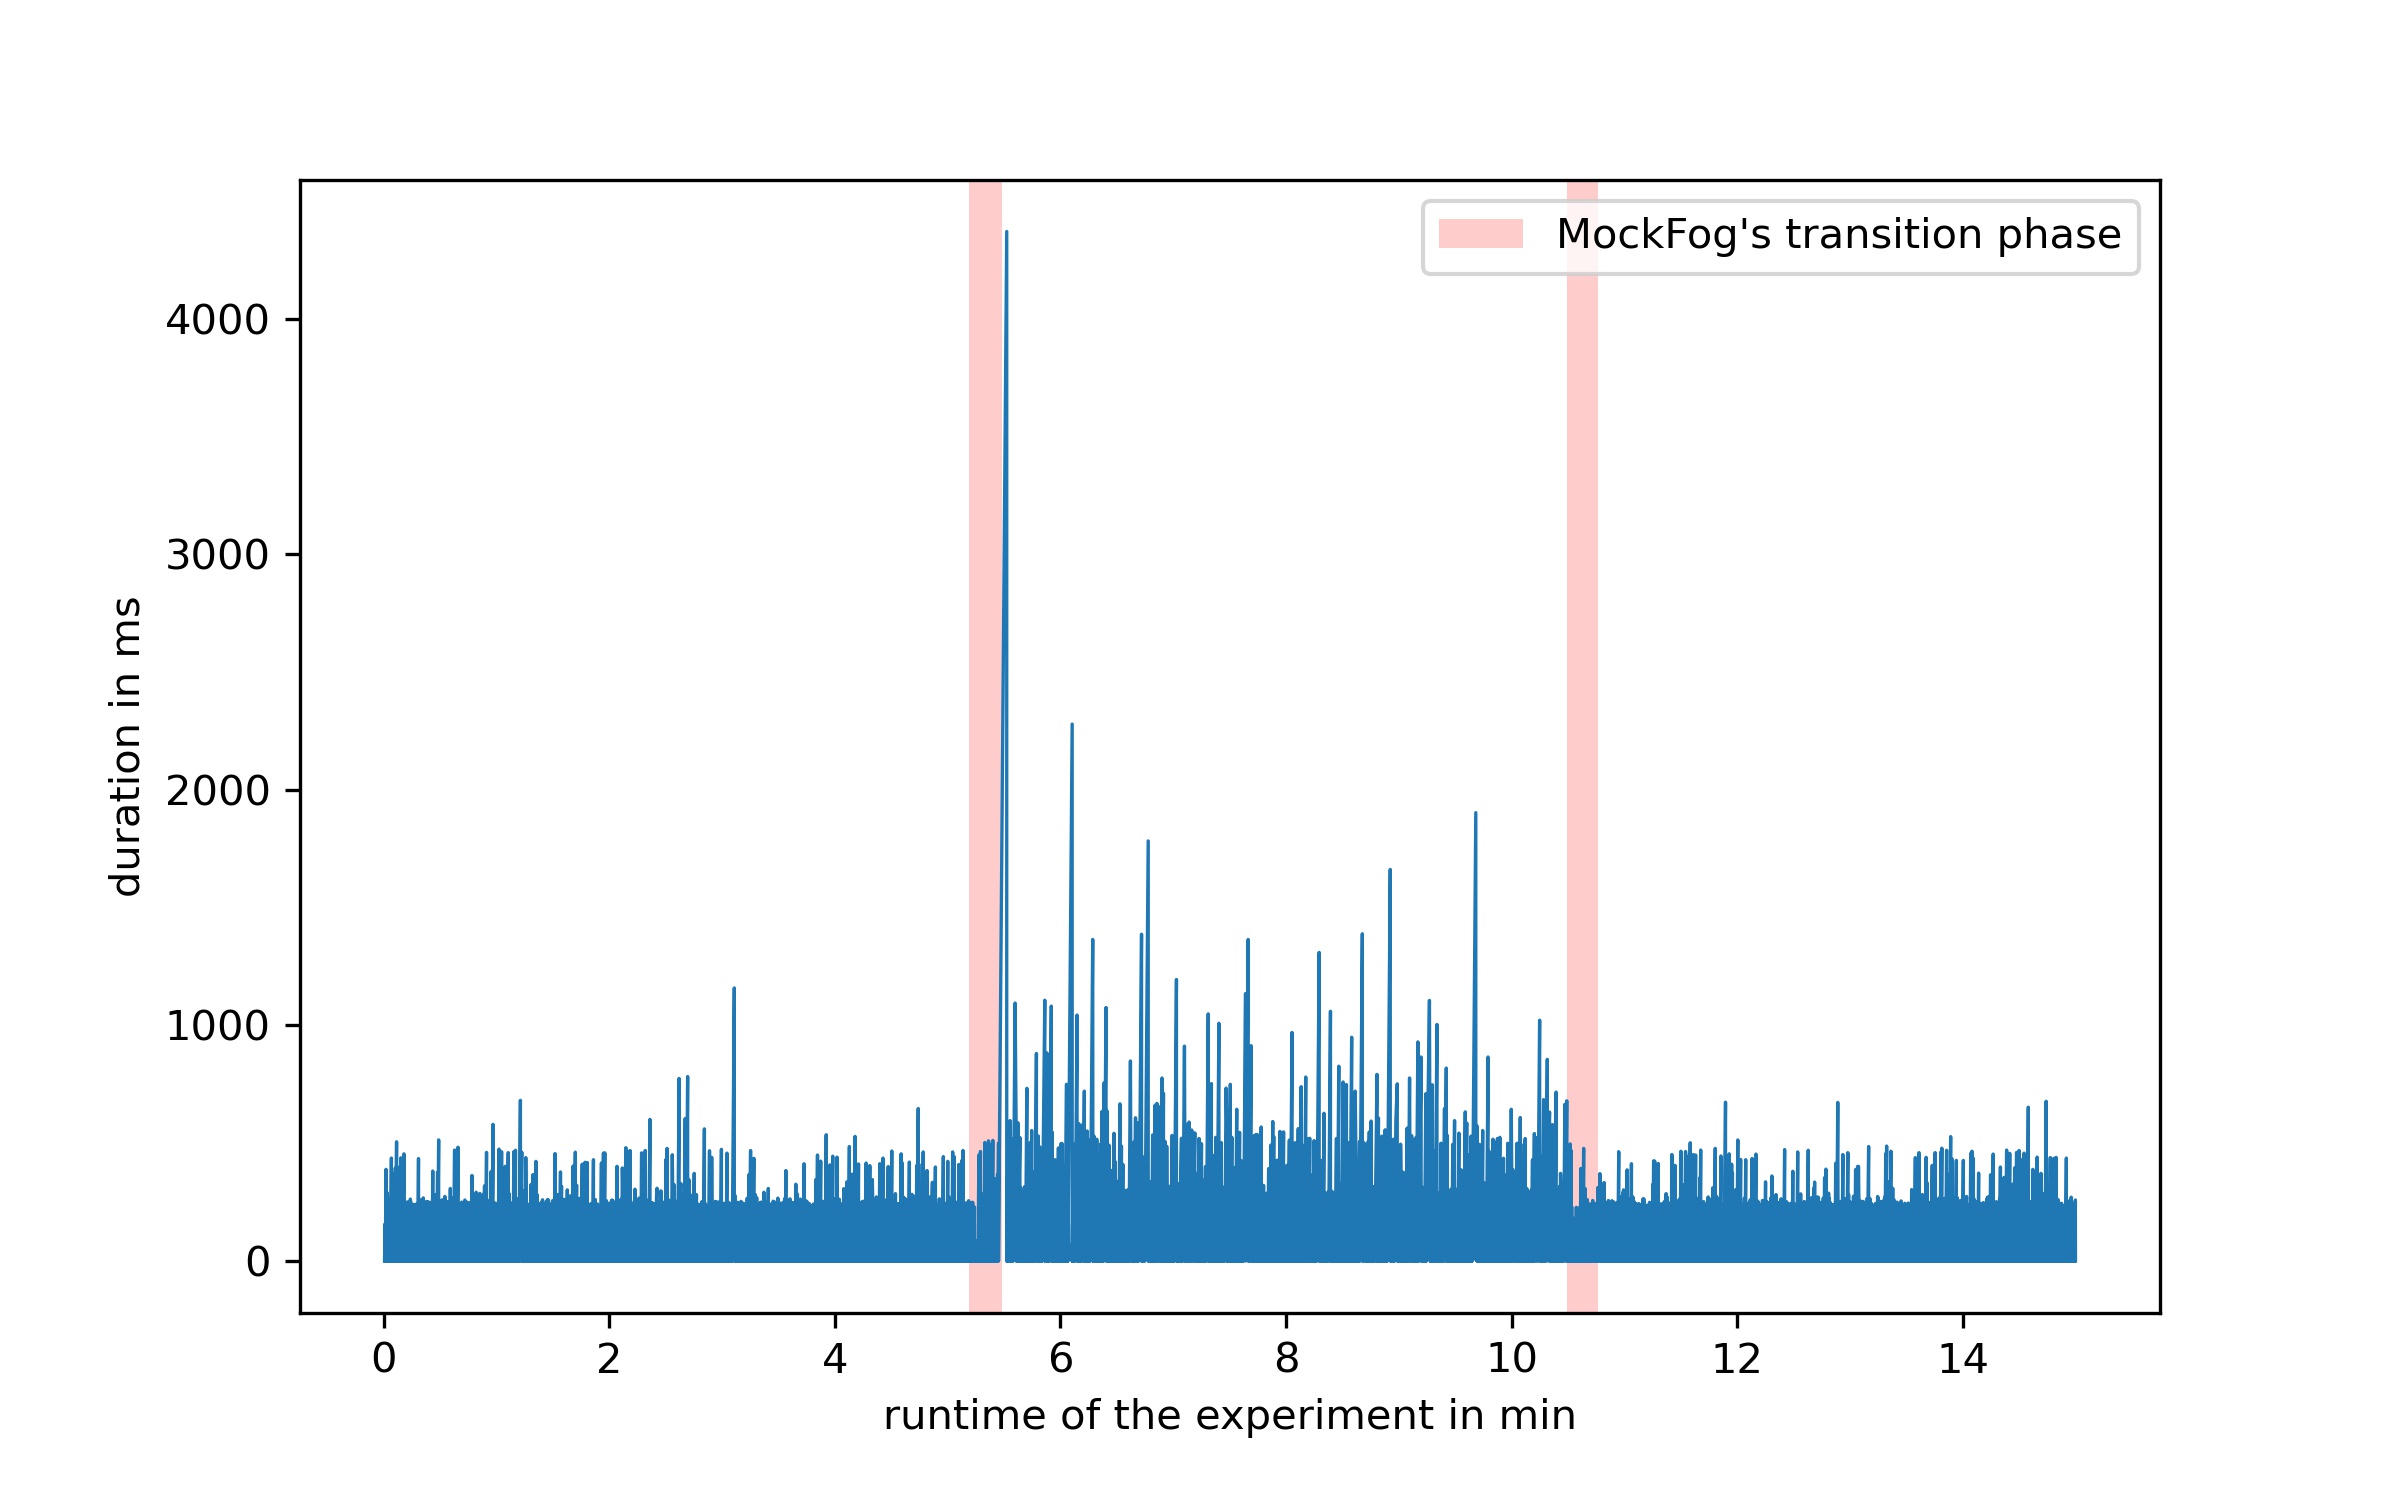 MockFog's transition phase
4000
3000
2000
1000
0
duration in ms
0 2 4 6 8 10 12 14
runtime of the experiment in min